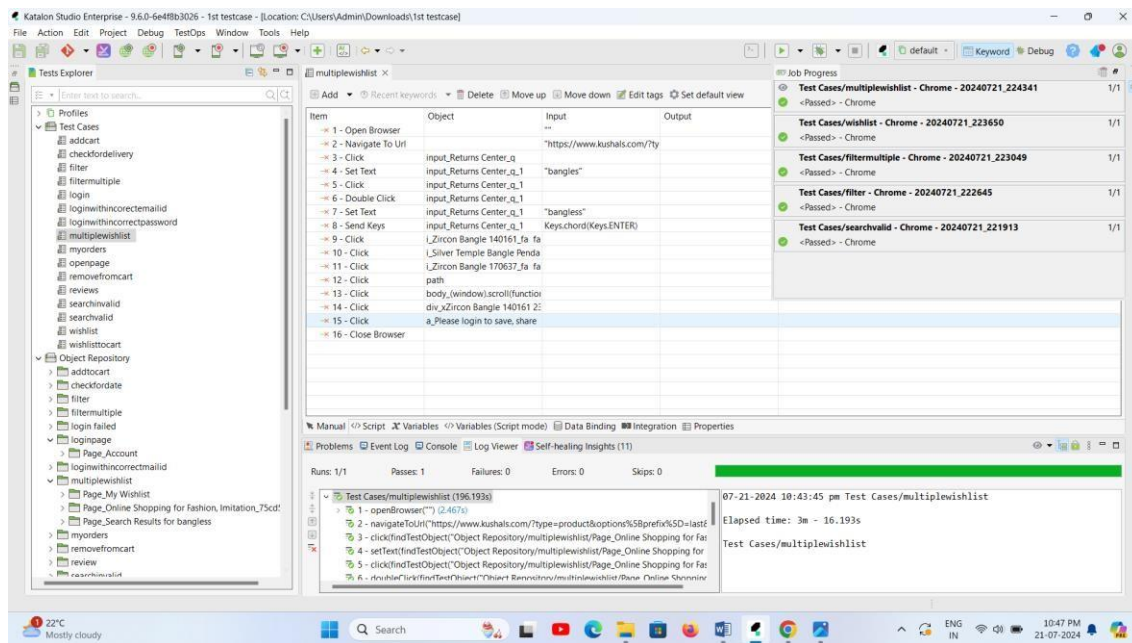 Katalon Studio Enterprise - 9.6.0-6e4f8b3026 - 1st testcase - [Location: C:\Users\Admin\Downloads\1st testcase]
File Action Edit Project Debug TestOps Window Tools Help
default Keyword Debug
Tests Explorer
Enter text to search...
Profiles
Test Cases
addcart
checkfordelivery
filter
filtermultiple
login
loginwithincorectemailid
loginwithincorrectpassword
multiplewishlist
myorders
openpage
removefromcart
reviews
searchinvalid
searchvalid
wishlist
wishlisttocart
Object Repository
addtocart
checkfordate
filter
filtermultiple
login failed
loginpage
Page_Account
loginwithincorrectmailid
multiplewishlist
Page_My Wishlist
Page_Online Shopping for Fashion, Imitation_75cd
Page_Search Results for bangless
myorders
removefromcart
review
searchinvalid
multiplewishlist
Add Recent keywords Delete Move up Move down Edit tags Set default view
Item Object Input Output
1 - Open Browser ""
2 - Navigate To Url "https://www.kushals.com/?ty
3 - Click input_Returns Center_q
4 - Set Text input_Returns Center_q_1 "bangles"
5 - Click input_Returns Center_q_1
6 - Double Click input_Returns Center_q_1
7 - Set Text input_Returns Center_q_1 "bangless"
8 - Send Keys input_Returns Center_q_1 Keys.chord(Keys.ENTER)
9 - Click i_Zircon Bangle 140161_fa fa
10 - Click i_Silver Temple Bangle Penda
11 - Click i_Zircon Bangle 170637_fa fa
12 - Click path
13 - Click body_(window).scroll(function
14 - Click div_xZircon Bangle 140161 23
15 - Click a_Please login to save, share
16 - Close Browser
Manual Script Variables Variables (Script mode) Data Binding Integration Properties
Job Progress
Test Cases/multiplewishlist - Chrome - 20240721_224341 1/1
<Passed> - Chrome
Test Cases/wishlist - Chrome - 20240721_223650 1/1
<Passed> - Chrome
Test Cases/filtermultiple - Chrome - 20240721_223049 1/1
<Passed> - Chrome
Test Cases/filter - Chrome - 20240721_222645 1/1
<Passed> - Chrome
Test Cases/searchvalid - Chrome - 20240721_221913 1/1
<Passed> - Chrome
Problems Event Log Console Log Viewer Self-healing Insights (11)
Runs: 1/1 Passes: 1 Failures: 0 Errors: 0 Skips: 0
Test Cases/multiplewishlist (196.193s)
1 - openBrowser("") (2.467s)
2 - navigateToUrl("https://www.kushals.com/?type=product&options%5Bprefix%5D=last&
3 - click(findTestObject("Object Repository/multiplewishlist/Page_Online Shopping for Fas
4 - setText(findTestObject("Object Repository/multiplewishlist/Page_Online Shopping for
5 - click(findTestObject("Object Repository/multiplewishlist/Page_Online Shopping for Fas
6 - doubleClick(findTestObject("Object Repository/multiplewishlist/Page_Online Shopping
07-21-2024 10:43:45 pm Test Cases/multiplewishlist
Elapsed time: 3m - 16.193s
Test Cases/multiplewishlist
22°C
Mostly cloudy
Search
ENG
IN
10:47 PM
21-07-2024